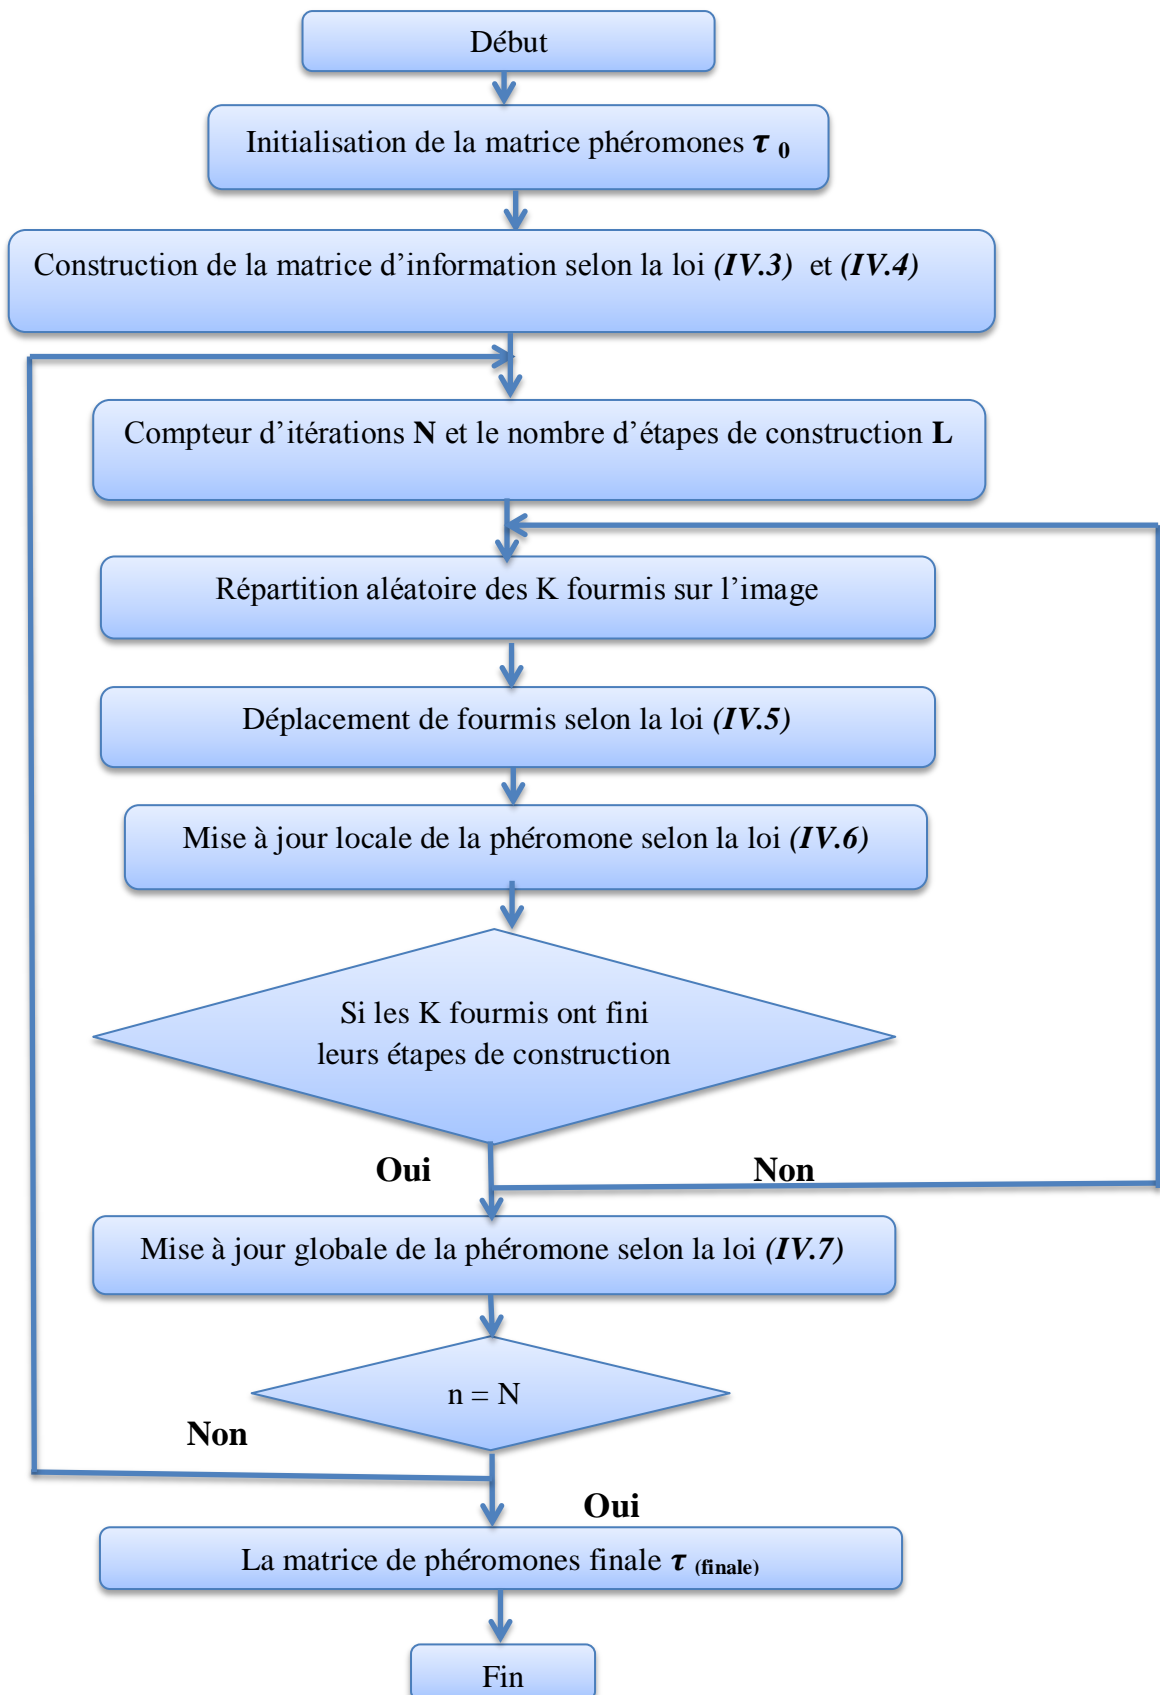 Début
Initialisation de la matrice phéromones τ 0
Construction de la matrice d’information selon la loi (IV.3) et (IV.4)
Compteur d’itérations N et le nombre d’étapes de construction L
Répartition aléatoire des K fourmis sur l’image
Déplacement de fourmis selon la loi (IV.5)
Mise à jour locale de la phéromone selon la loi (IV.6)
Si les K fourmis ont fini
leurs étapes de construction
Oui
Non
Mise à jour globale de la phéromone selon la loi (IV.7)
n = N
Non
Oui
La matrice de phéromones finale τ (finale)
Fin